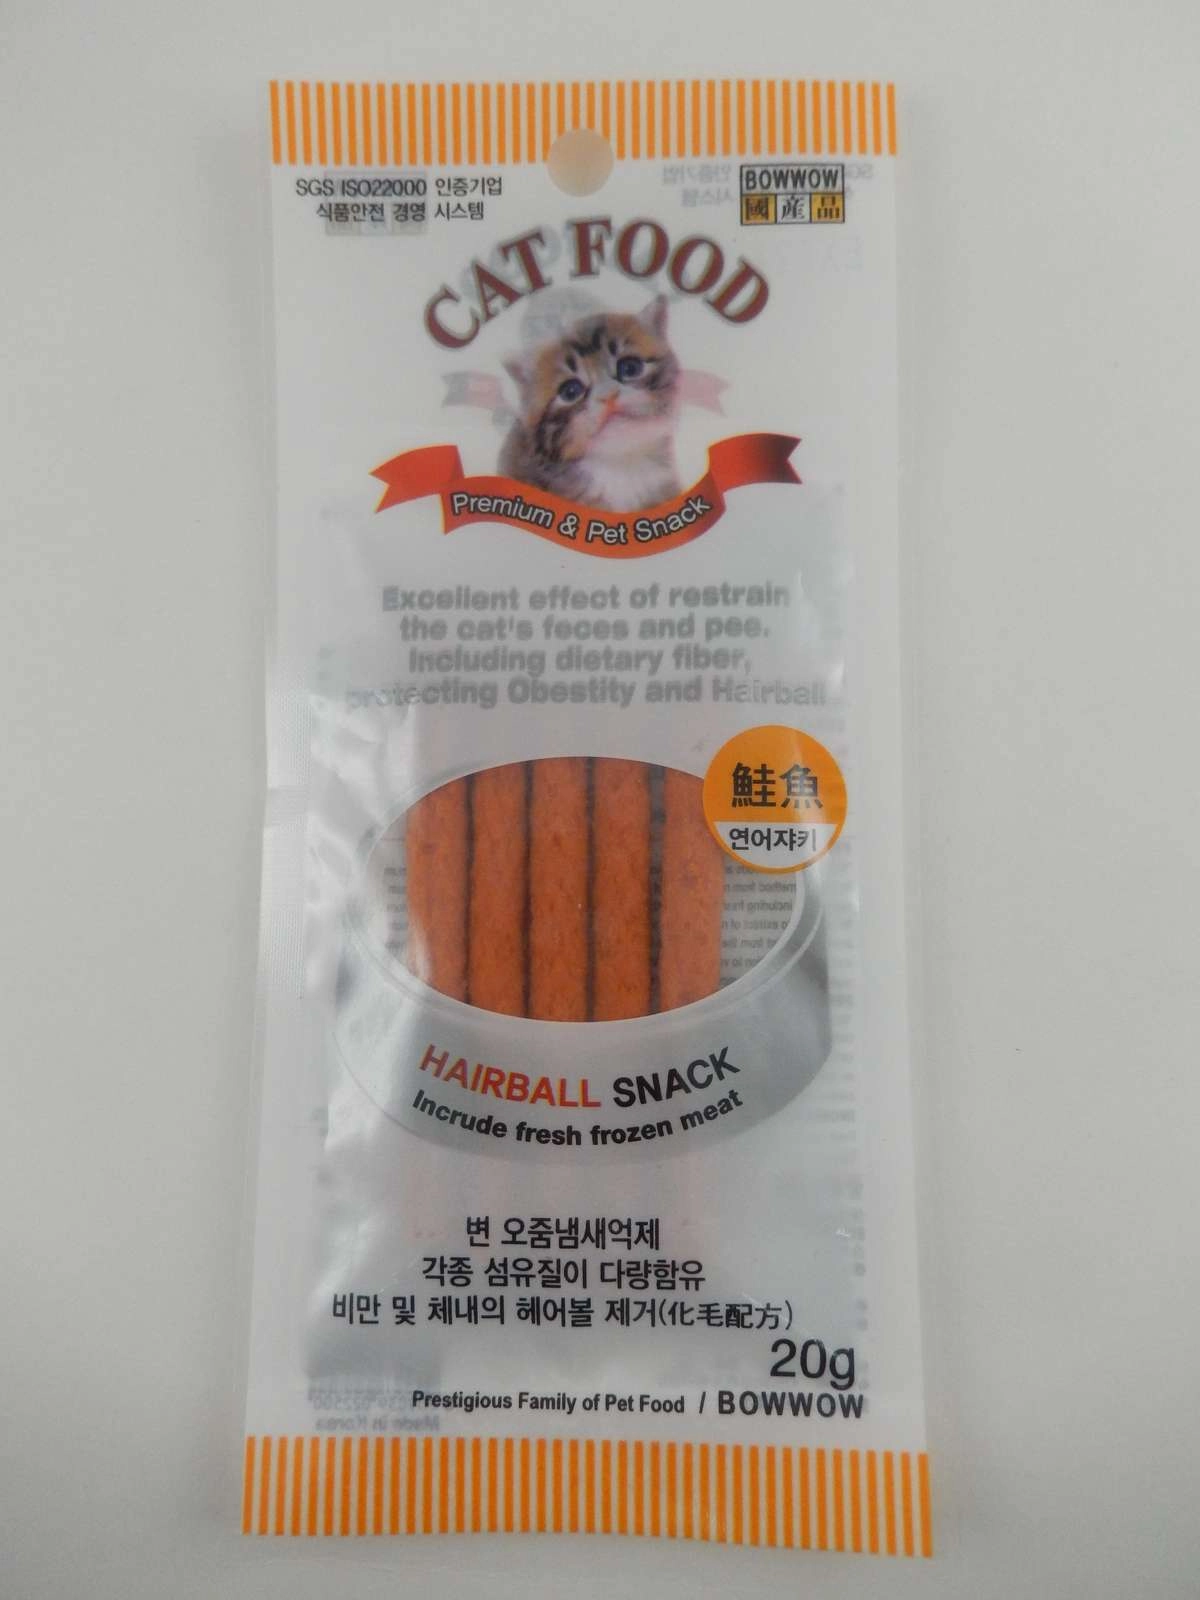 SGS ISO22000 인증기업
식품안전 경영 시스템
BOWWOW
國産品
CAT FOOD
Premium & Pet Snack
Excellent effect of restrain
the cat's feces and pee.
Including dietary fiber,
protecting Obestity and Hairball
鮭魚
연어쟈키
HAIRBALL SNACK
Incrude fresh frozen meat
변 오줌냄새억제
각종 섬유질이 다량함유
비만 및 체내의 헤어볼 제거(化毛配方)
20g
Prestigious Family of Pet Food / BOWWOW
Made in Korea